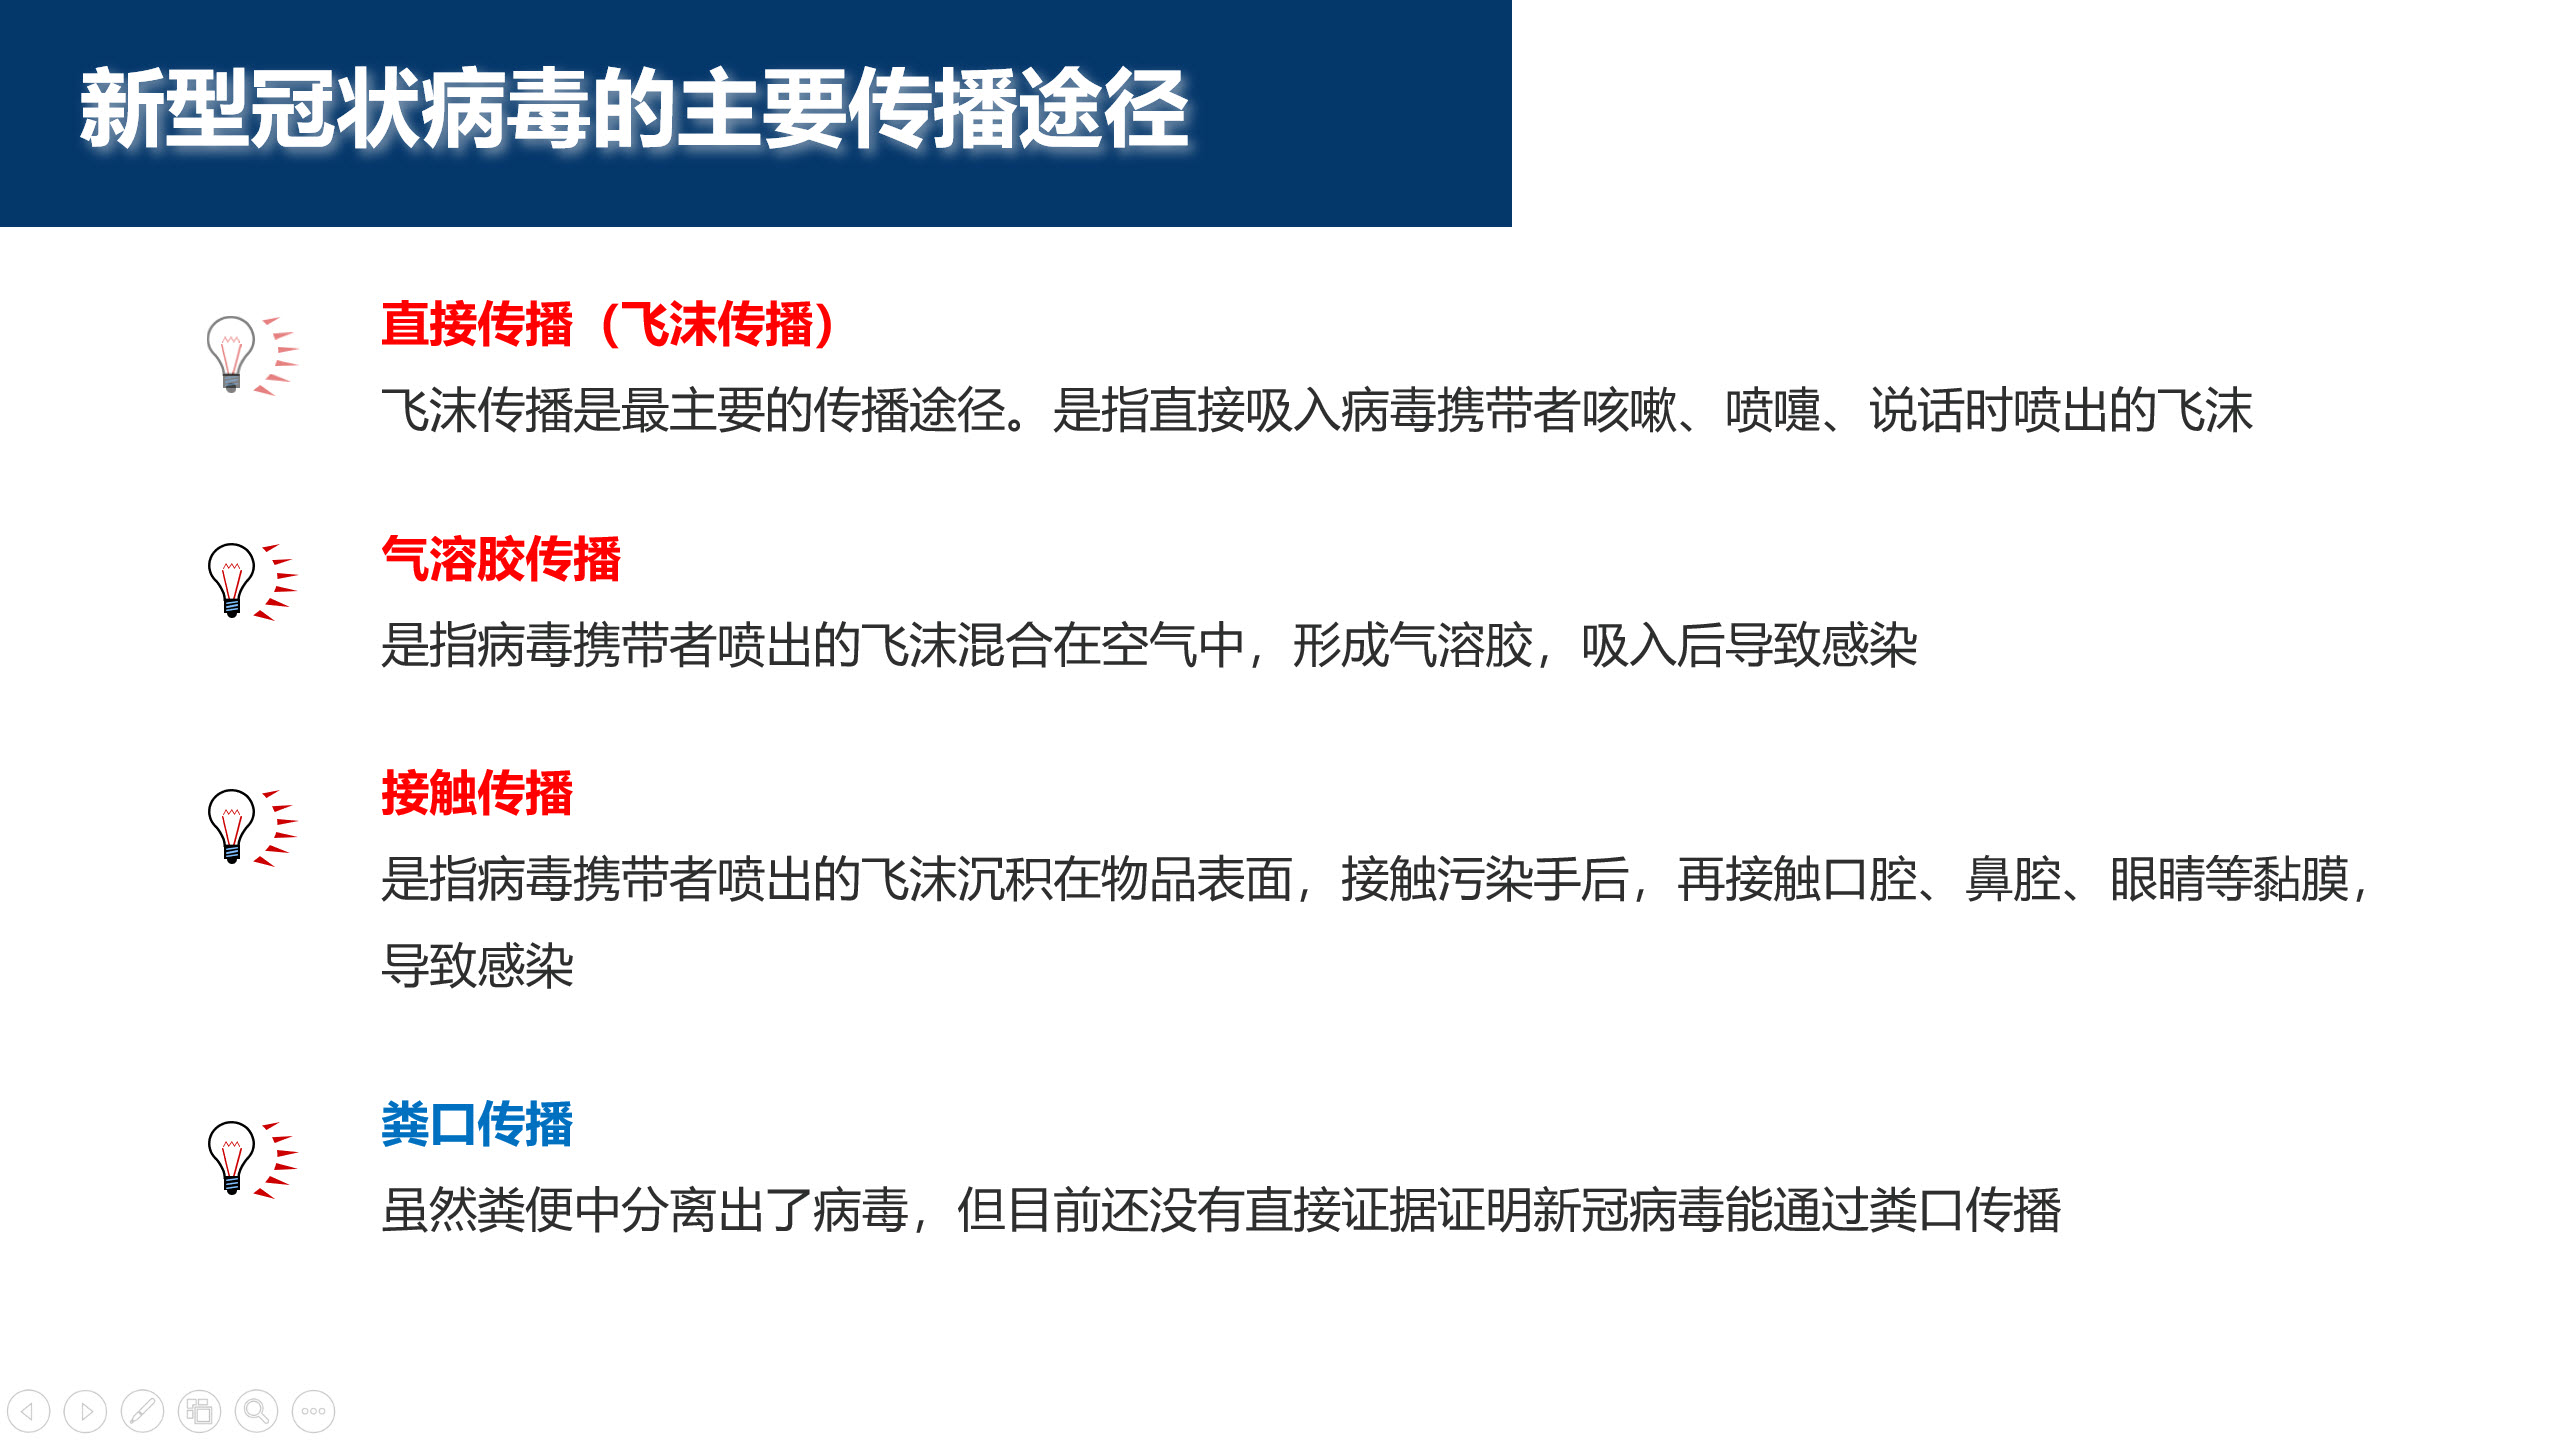 新型冠状病毒的主要传播途径
直接传播（飞沫传播）
飞沫传播是最主要的传播途径。是指直接吸入病毒携带者咳嗽、喷嚏、说话时喷出的飞沫
气溶胶传播
是指病毒携带者喷出的飞沫混合在空气中，形成气溶胶，吸入后导致感染
接触传播
是指病毒携带者喷出的飞沫沉积在物品表面，接触污染手后，再接触口腔、鼻腔、眼睛等黏膜，
导致感染
粪口传播
虽然粪便中分离出了病毒，但目前还没有直接证据证明新冠病毒能通过粪口传播